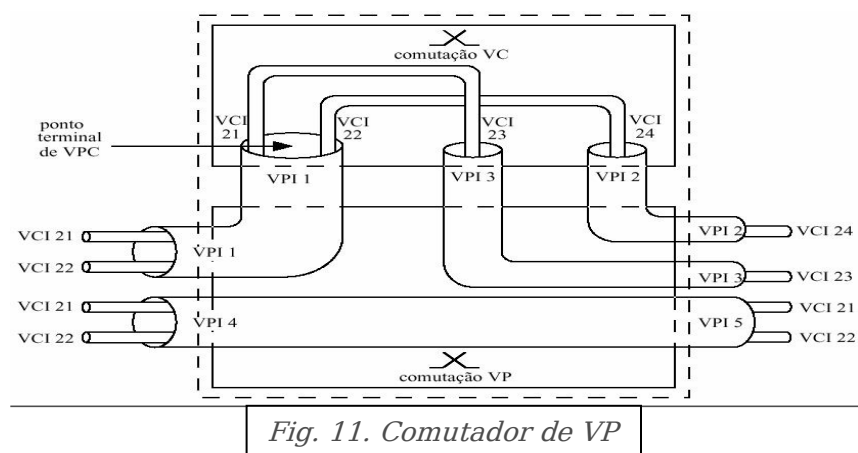 comutação VC
VCI
21
VCI
22
VCI
23
VCI
24
ponto
terminal
de VPC
VPI 1
VPI 3
VPI 2
VCI 21
VCI 22
VPI 1
VPI 2
VCI 24
VPI 3
VCI 23
VCI 21
VCI 22
VPI 4
VPI 5
VCI 21
VCI 22
comutação VP
Fig. 11. Comutador de VP